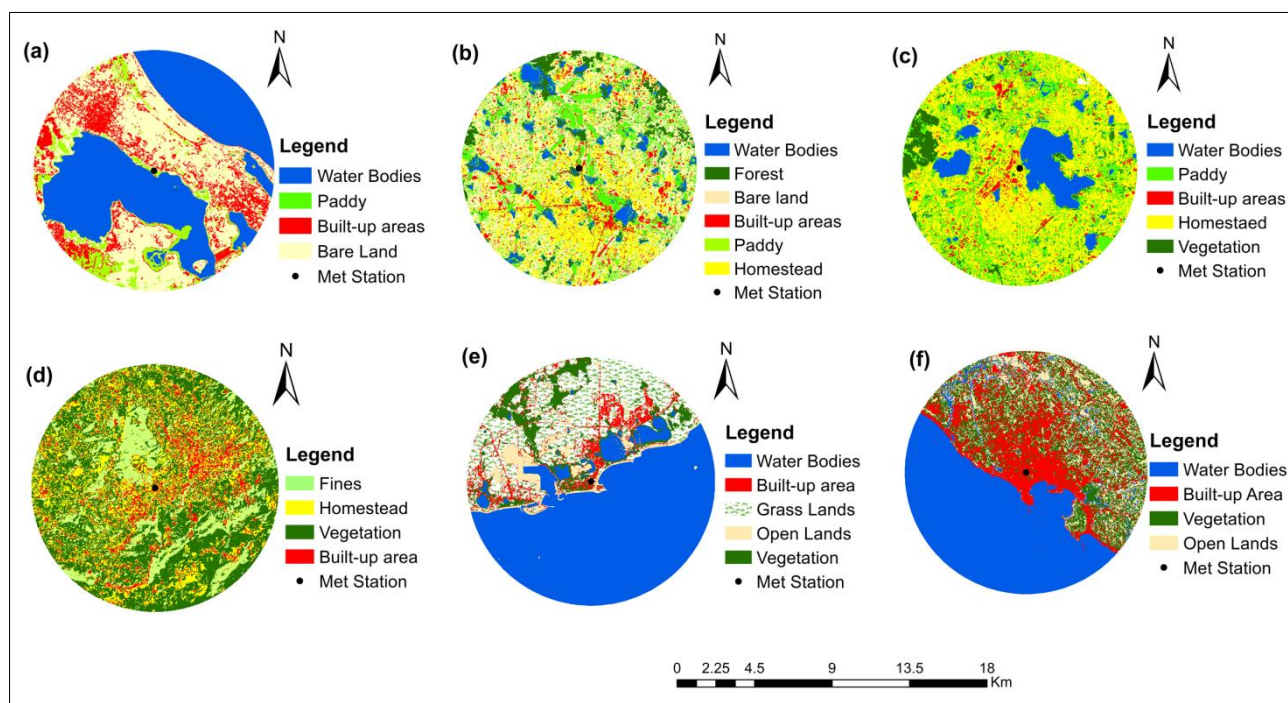 (a)
N
Legend
Water Bodies
Paddy
Built-up areas
Bare Land
Met Station
(b)
N
Legend
Water Bodies
Forest
Bare land
Built-up areas
Paddy
Homestead
Met Station
(c)
N
Legend
Water Bodies
Paddy
Built-up areas
Homestaed
Vegetation
Met Station
(d)
N
Legend
Fines
Homestead
Vegetation
Built-up area
Met Station
(e)
N
Legend
Water Bodies
Built-up area
Grass Lands
Open Lands
Vegetation
Met Station
(f)
N
Legend
Water Bodies
Built-up Area
Vegetation
Open Lands
Met Station
0 2.25 4.5 9 13.5 18
Km